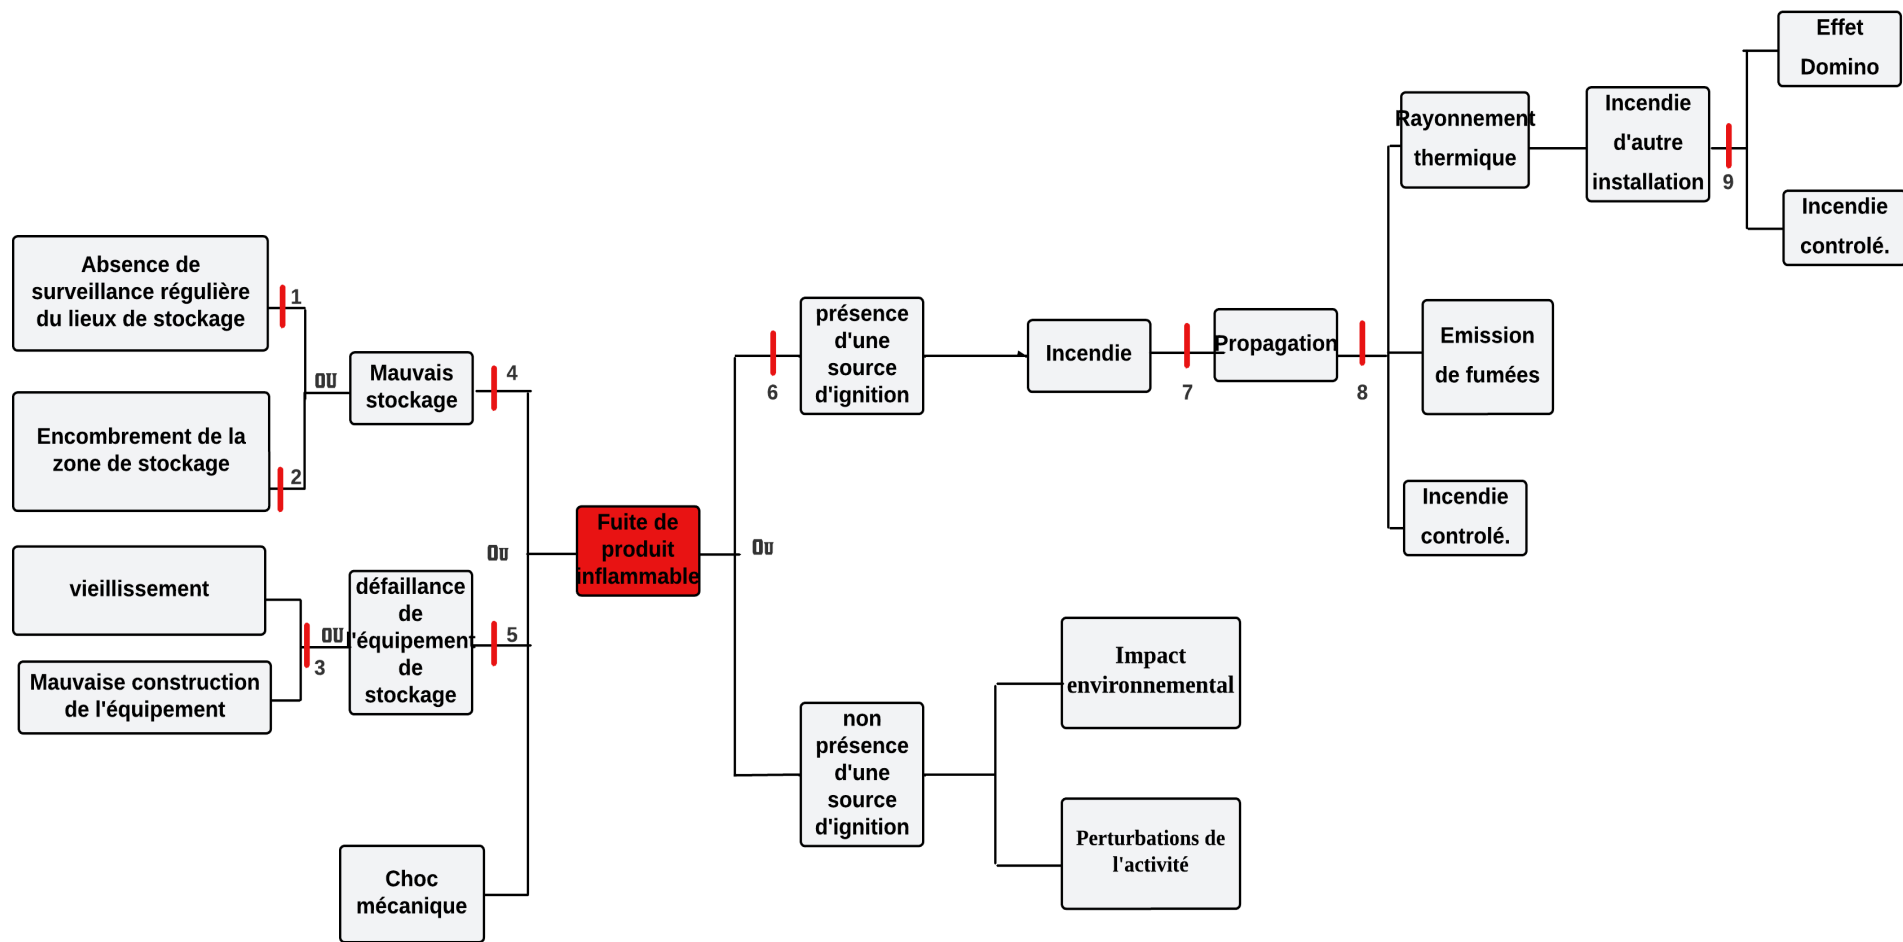 Absence de
surveillance régulière
du lieux de stockage
1
Encombrement de la
zone de stockage
2
vieillissement
Mauvaise construction
de l'équipement
3
OU
Mauvais
stockage
4
OU
défaillance
de
l'équipement
de
stockage
5
Choc
mécanique
Ou
Fuite de
produit
inflammable
Ou
6
présence
d'une
source
d'ignition
Incendie
7
Propagation
8
Rayonnement
thermique
Incendie
d'autre
installation
9
Effet
Domino
Incendie
controlé.
Emission
de fumées
Incendie
controlé.
non
présence
d'une
source
d'ignition
Impact
environnemental
Perturbations de
l'activité